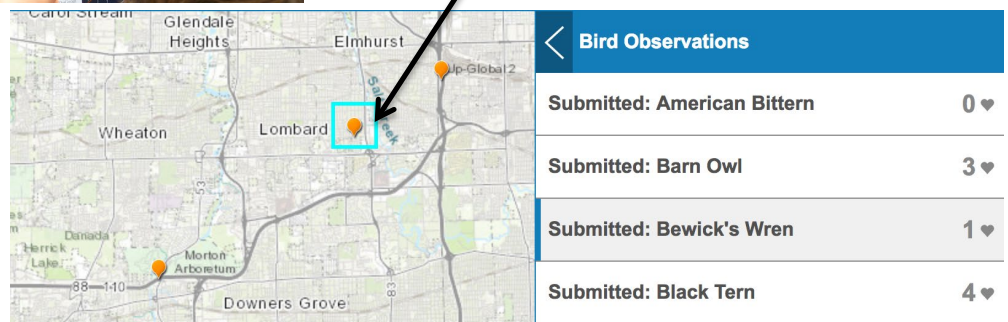 Carol Stream
Glendale
Heights
Elmhurst
Up-Global 2
Salt Creek
Wheaton
Lombard
53
Danada
Herrick
Lake
Morton
Arboretum
88
110
Downers Grove
83
Bird Observations
Submitted: American Bittern 0
Submitted: Barn Owl 3
Submitted: Bewick's Wren 1
Submitted: Black Tern 4